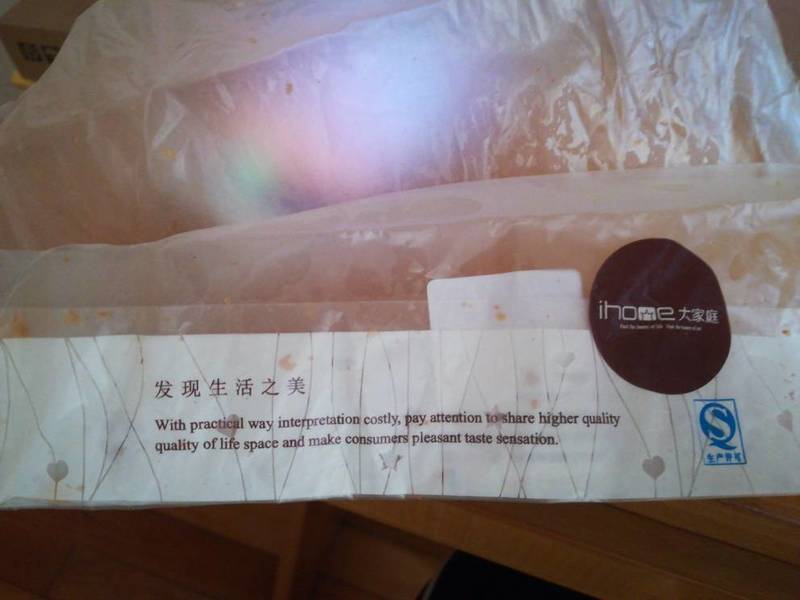 ihome大家庭
发现生活之美
With practical way interpretation costly, pay attention to share higher quality
quality of life space and make consumers pleasant taste sensation.
生产许可